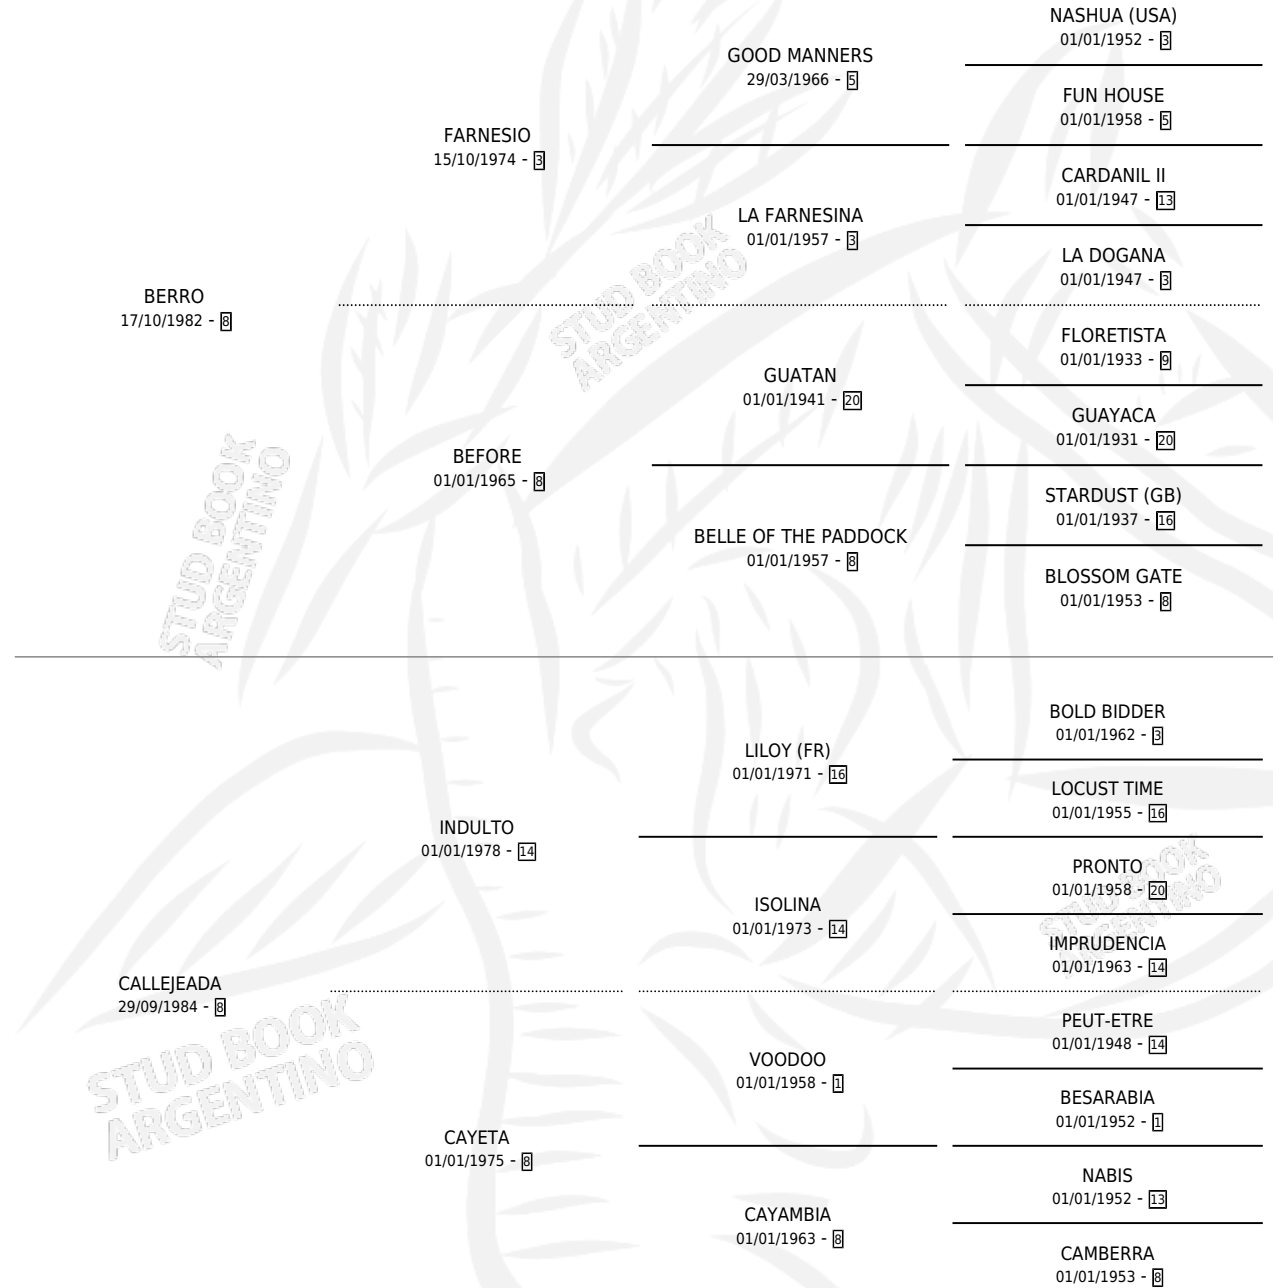 NASHUA (USA)
01/01/1952 - 3
GOOD MANNERS
29/03/1966 - 5
FUN HOUSE
01/01/1958 - 5
FARNESIO
15/10/1974 - 3
CARDANIL II
01/01/1947 - 13
LA FARNESINA
01/01/1957 - 3
LA DOGANA
01/01/1947 - 3
BERRO
17/10/1982 - 8
FLORETISTA
01/01/1933 - 9
GUATAN
01/01/1941 - 20
GUAYACA
01/01/1931 - 20
BEFORE
01/01/1965 - 8
STARDUST (GB)
01/01/1937 - 16
BELLE OF THE PADDOCK
01/01/1957 - 8
BLOSSOM GATE
01/01/1953 - 8
BOLD BIDDER
01/01/1962 - 3
LILOY (FR)
01/01/1971 - 16
LOCUST TIME
01/01/1955 - 16
INDULTO
01/01/1978 - 14
PRONTO
01/01/1958 - 20
ISOLINA
01/01/1973 - 14
IMPRUDENCIA
01/01/1963 - 14
CALLEJEADA
29/09/1984 - 8
PEUT-ETRE
01/01/1948 - 14
VOODOO
01/01/1958 - 1
BESARABIA
01/01/1952 - 1
CAYETA
01/01/1975 - 8
NABIS
01/01/1952 - 13
CAYAMBIA
01/01/1963 - 8
CAMBERRA
01/01/1953 - 8
STUD BOOK
ARGENTINO
STUD BOOK
ARGENTINO
STUD BOOK
ARGENTINO
STUD BOOK
ARGENTINO